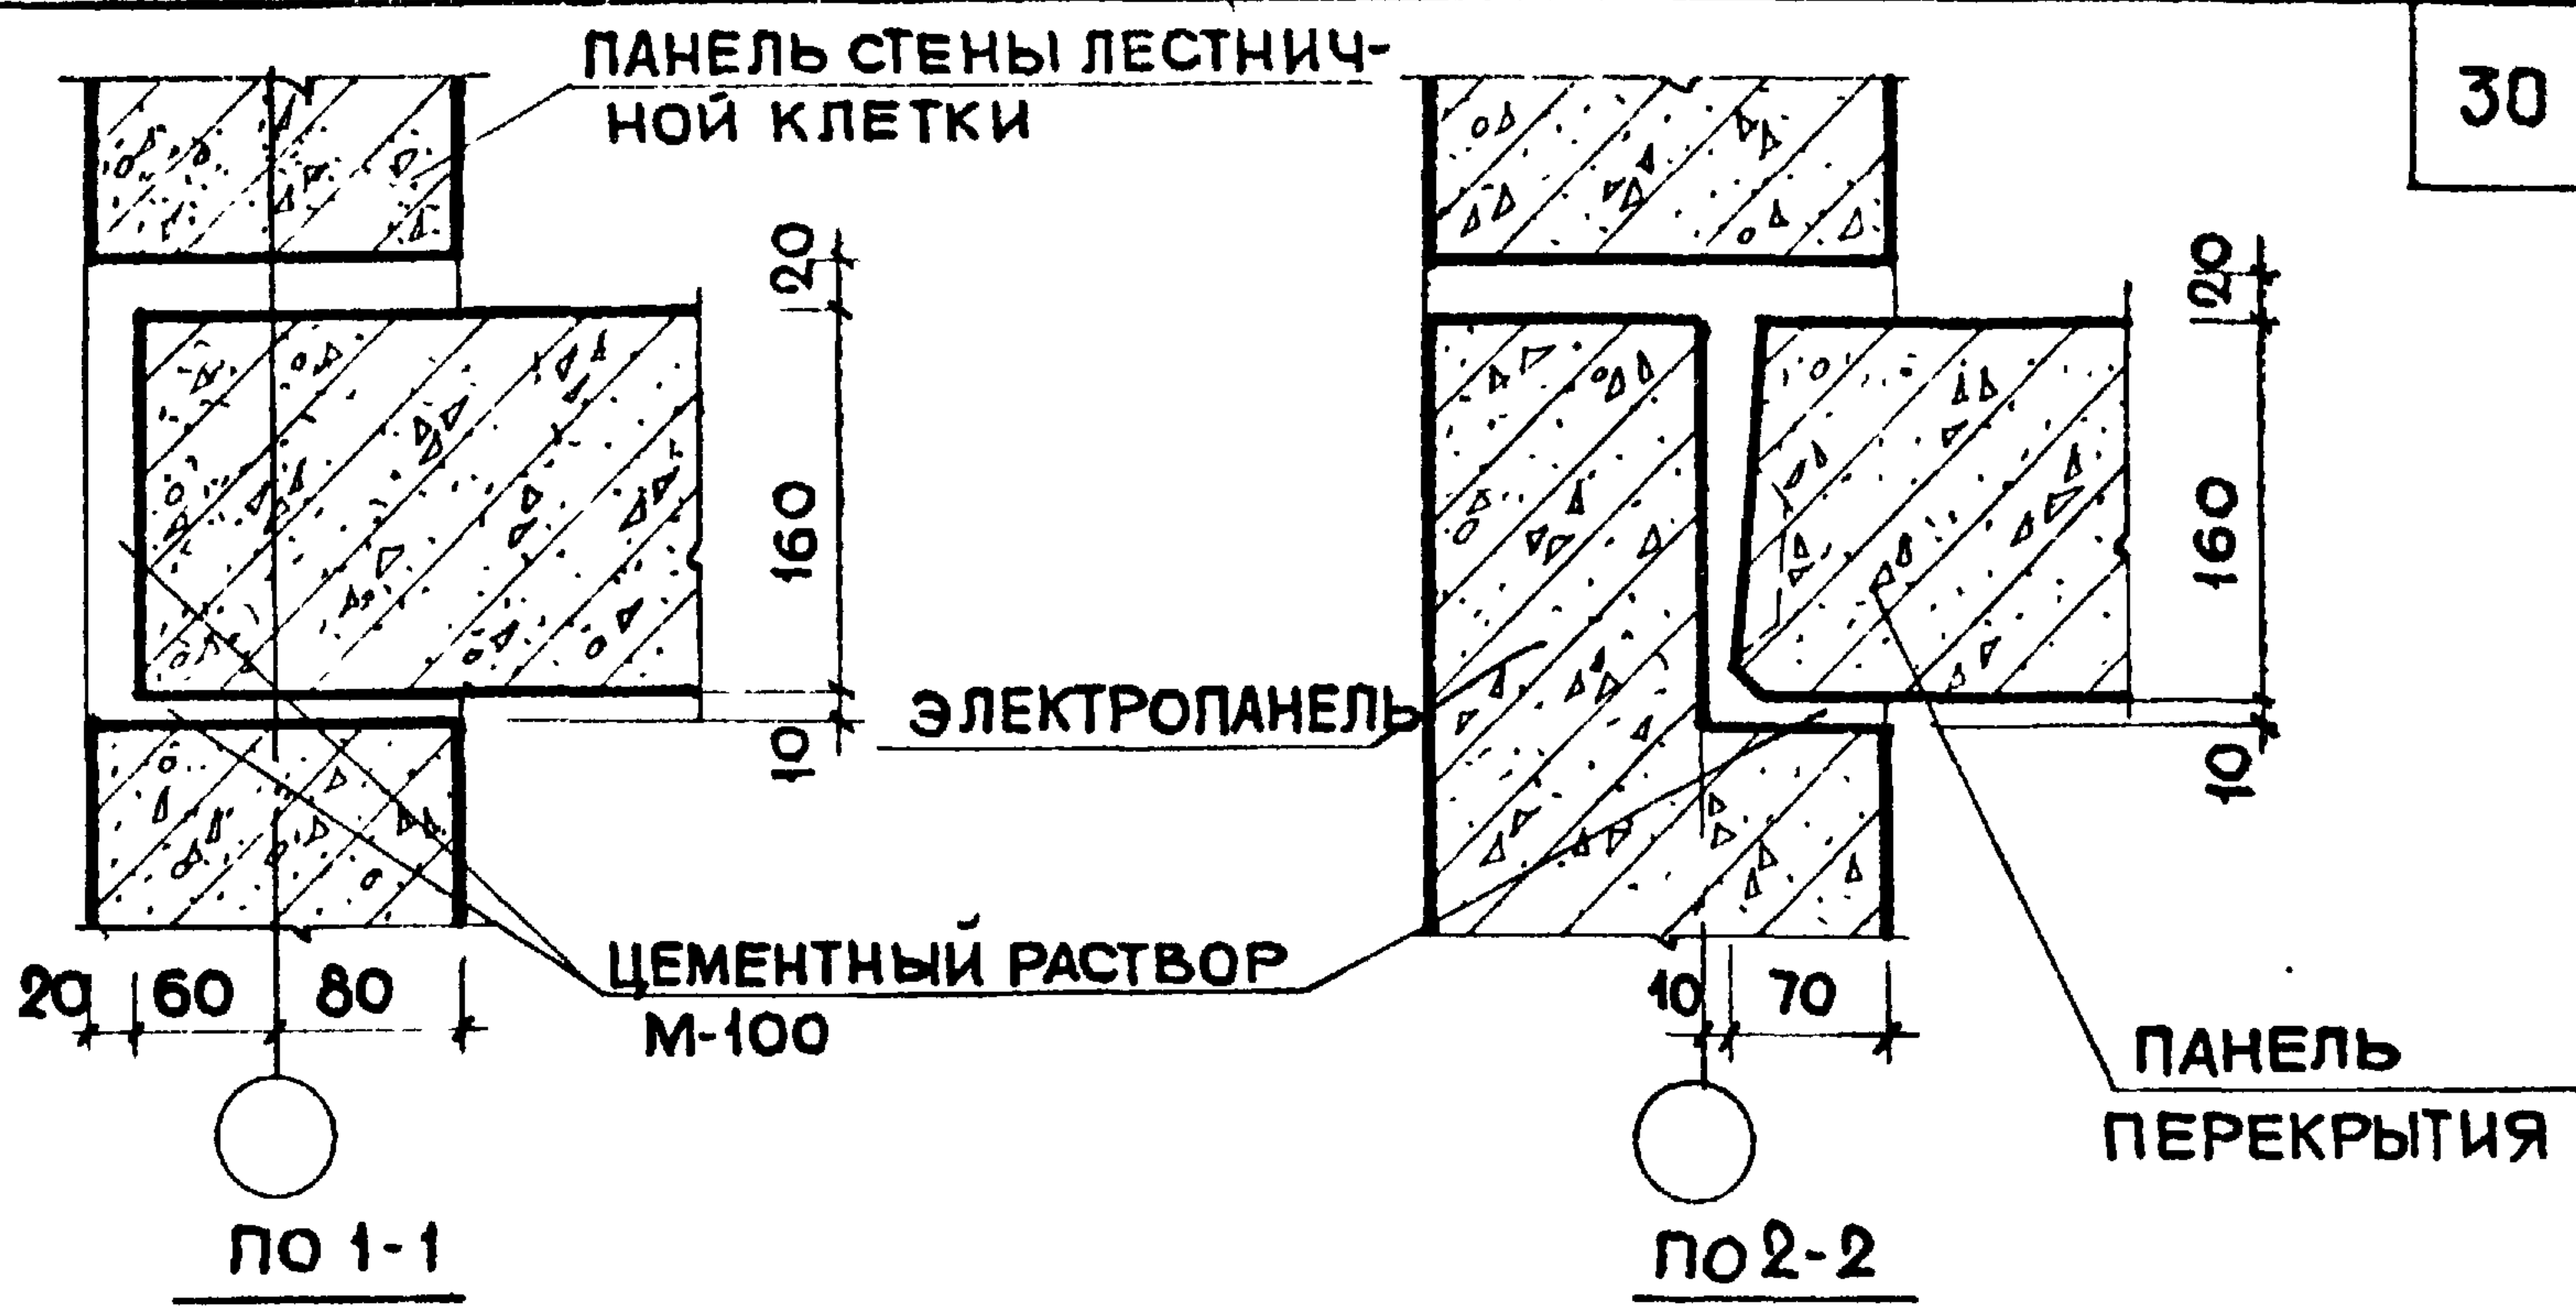 30
ПАНЕЛЬ СТЕНЫ ЛЕСТНИЧ-
НОЙ КЛЕТКИ
20
160
10
20
160
10
ЭЛЕКТРОПАНЕЛЬ
ЦЕМЕНТНЫЙ РАСТВОР
М-100
20 60 80
10 70
ПАНЕЛЬ
ПЕРЕКРЫТИЯ
ПО 1-1
ПО 2-2